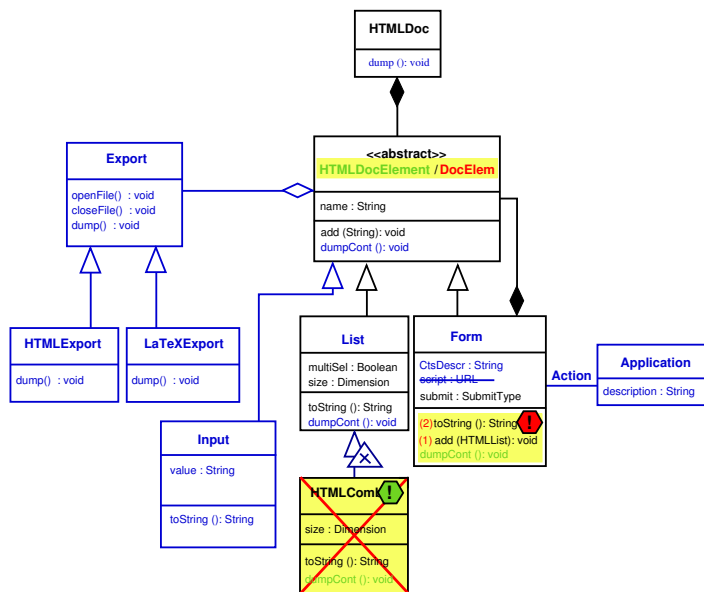 HTMLDoc
dump (): void
<<abstract>>
HTMLDocElement / DocElem
name : String
add (String): void
dumpCont (): void
Export
openFile() : void
closeFile() : void
dump() : void
HTMLExport
dump() : void
LaTeXExport
dump() : void
List
multiSel : Boolean
size : Dimension
toString (): String
dumpCont (): void
Form
CtsDescr : String
script : URL
submit : SubmitType
(2) toString (): String
!
(1) add (HTMLList): void
dumpCont (): void
Action
Application
description : String
Input
value : String
toString (): String
×
!
size : Dimension
toString (): String
dumpCont (): void